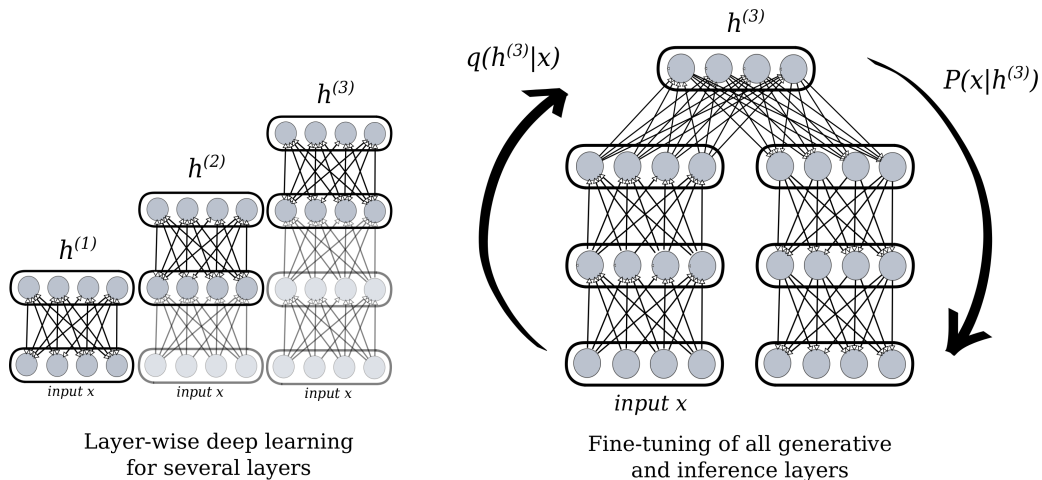 h^(1)
input x
h^(2)
input x
h^(3)
input x
Layer-wise deep learning
for several layers
h^(3)
q(h^(3)|x)
P(x|h^(3))
input x
Fine-tuning of all generative
and inference layers